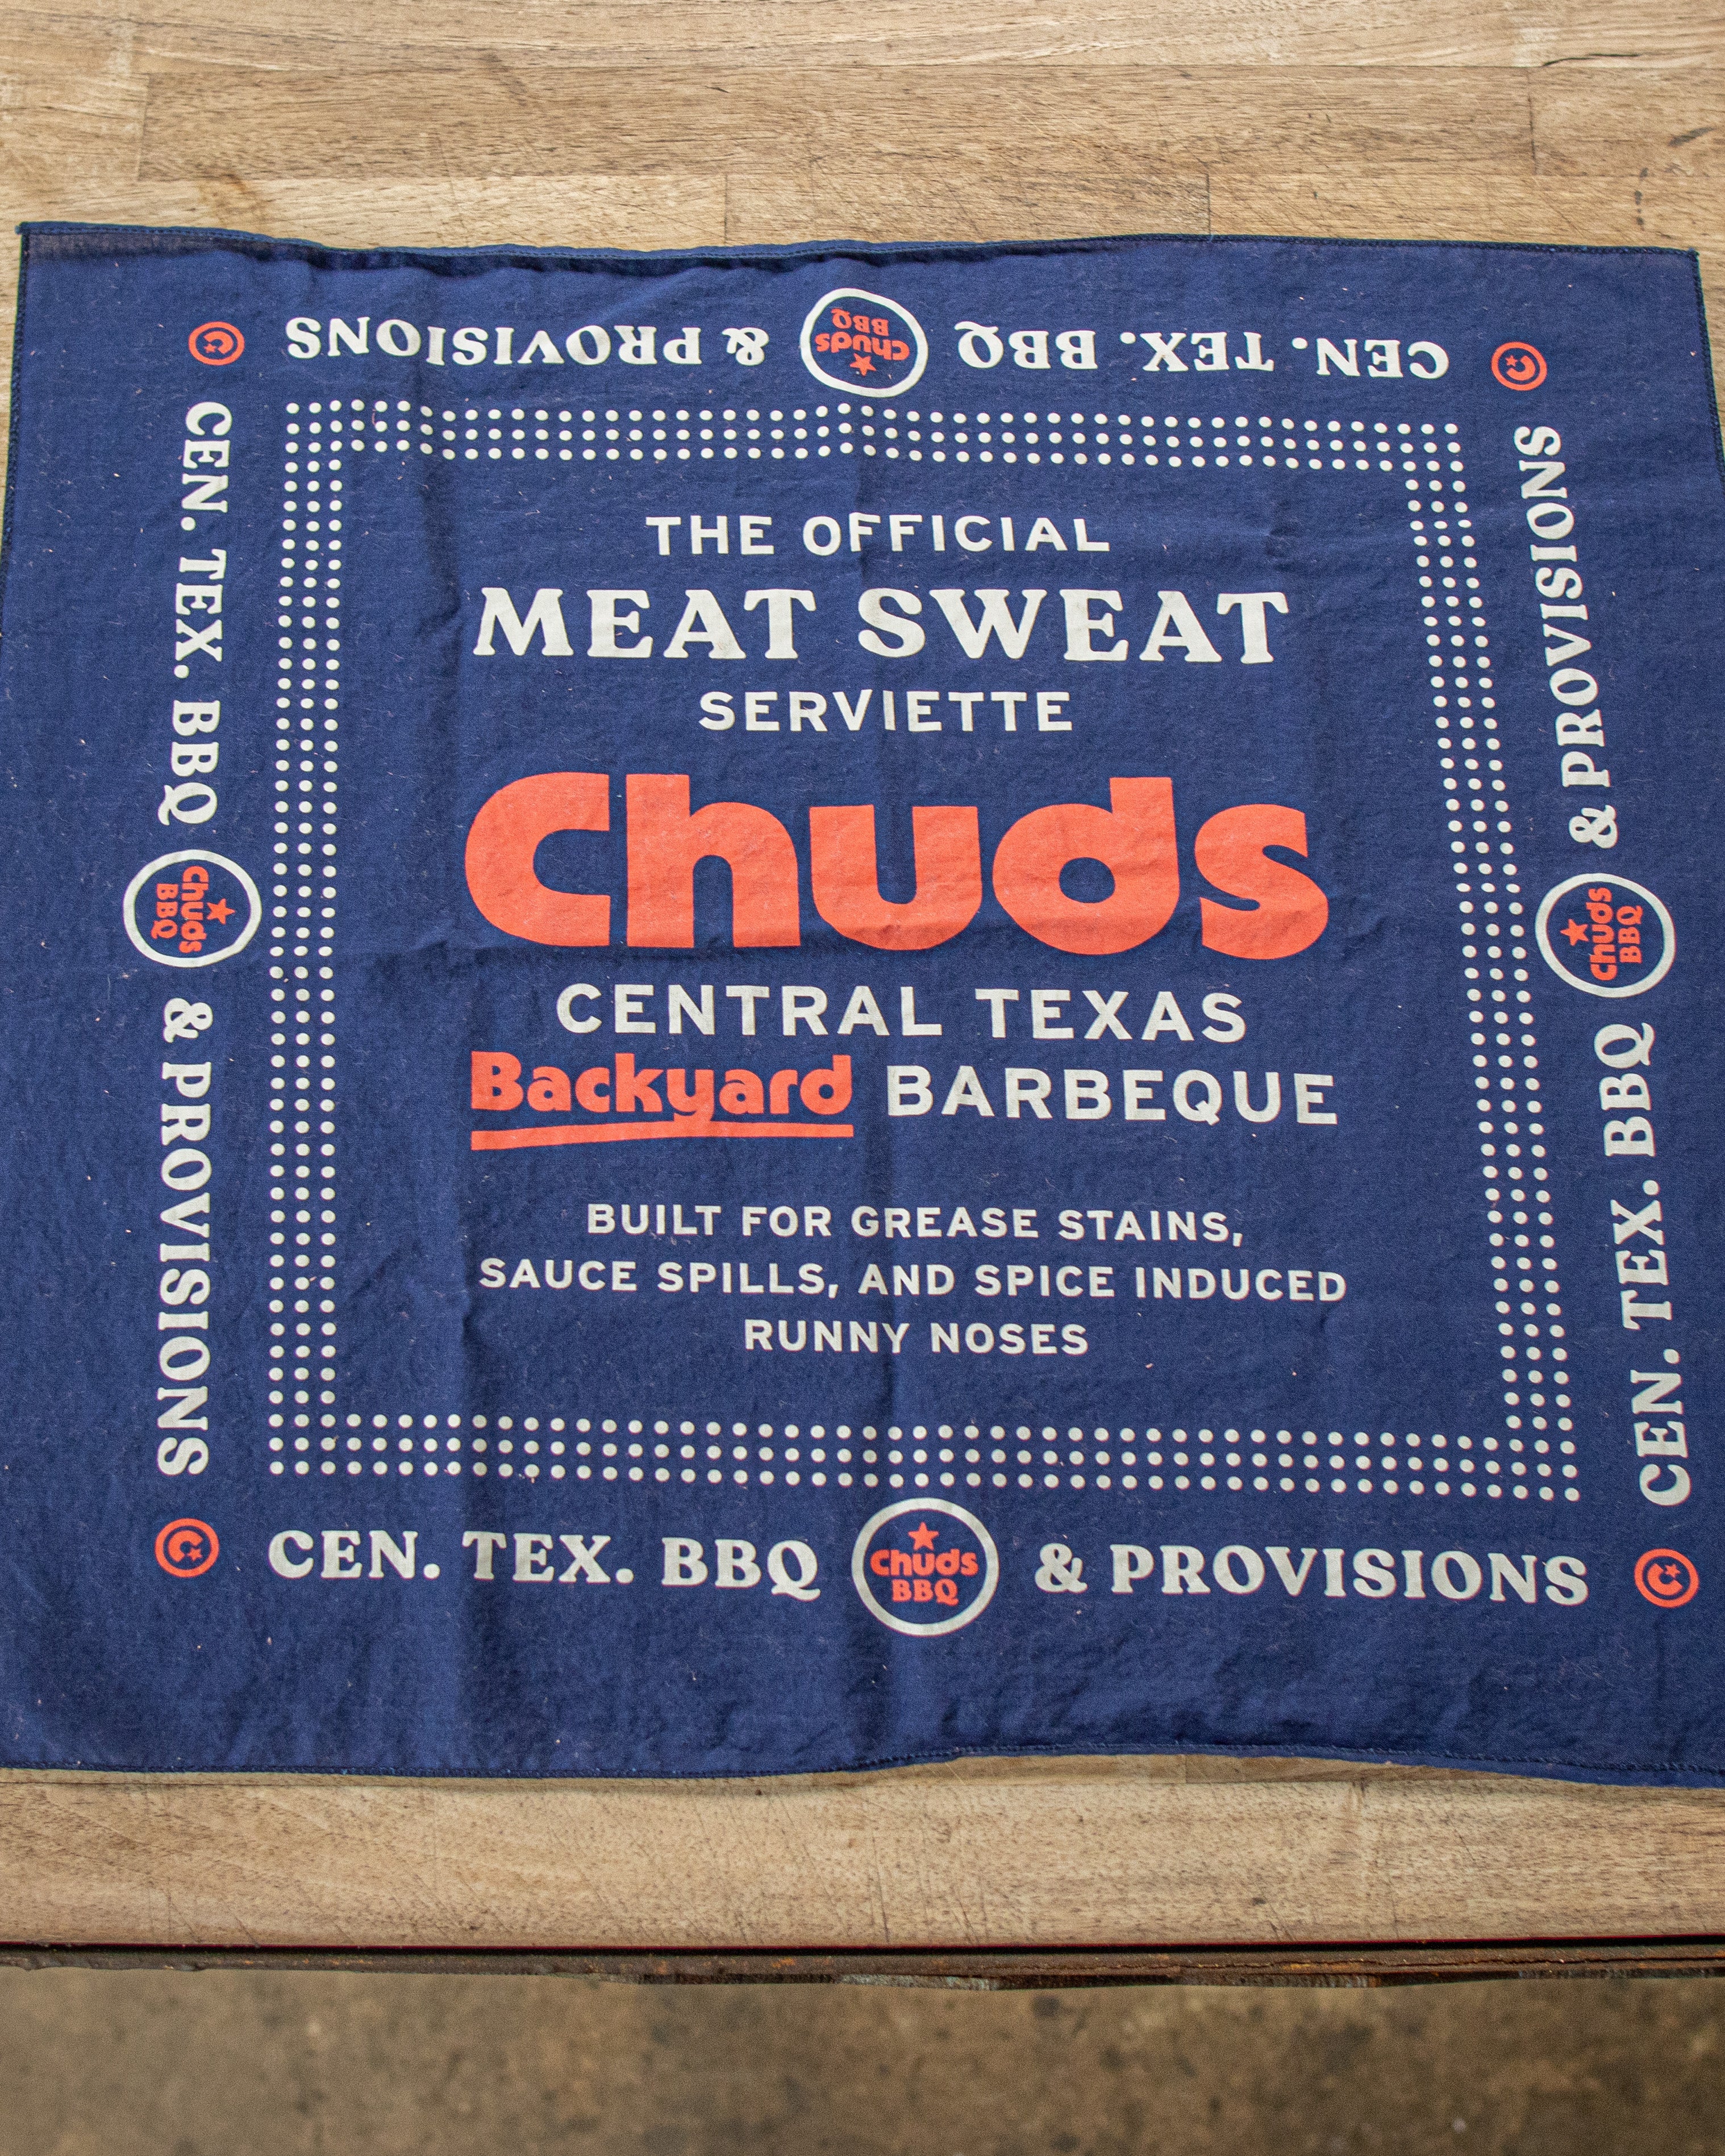 CEN. TEX. BBQ
Chuds
BBQ
& PROVISIONS
THE OFFICIAL
MEAT SWEAT
SERVIETTE
Chuds
CENTRAL TEXAS
Backyard BARBEQUE
BUILT FOR GREASE STAINS,
SAUCE SPILLS, AND SPICE INDUCED
RUNNY NOSES
CEN. TEX. BBQ
Chuds
BBQ
& PROVISIONS
CEN. TEX. BBQ
Chuds
BBQ
& PROVISIONS
CEN. TEX. BBQ
Chuds
BBQ
& PROVISIONS